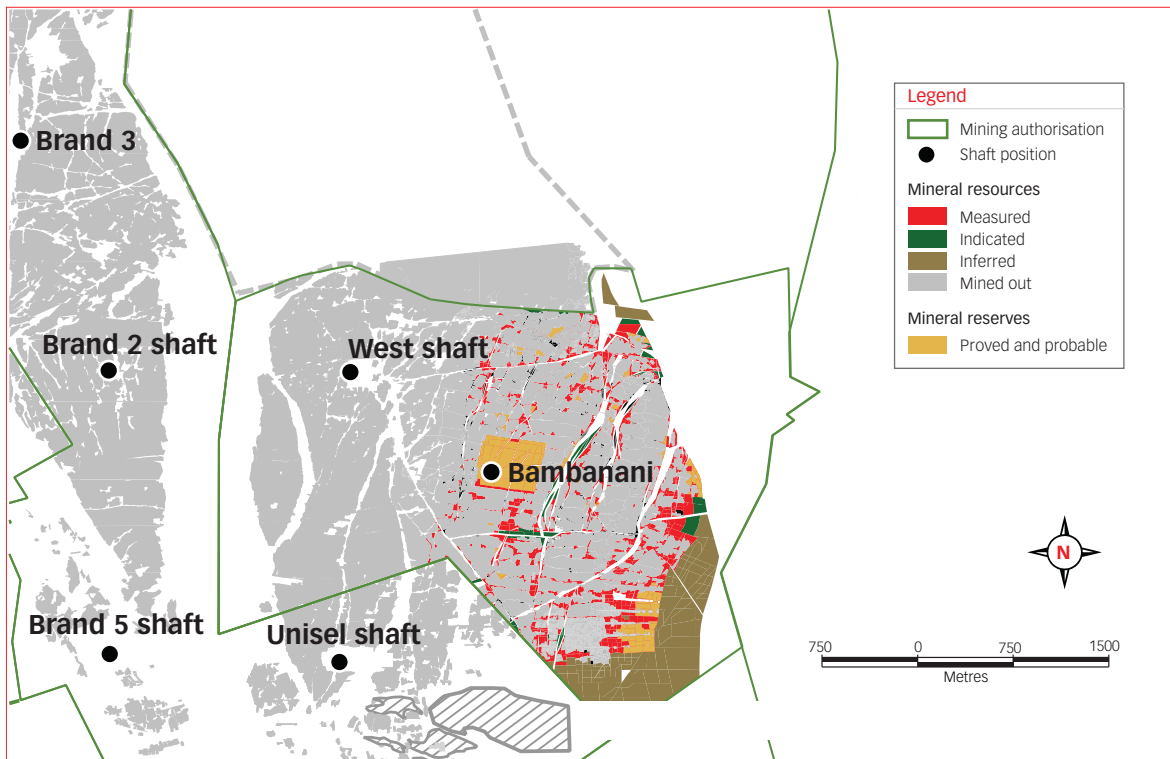 Legend
Mining authorisation
Shaft position
Mineral resources
Measured
Indicated
Inferred
Mined out
Mineral reserves
Proved and probable
Brand 3
Brand 2 shaft
West shaft
Bambanani
Brand 5 shaft
Unisel shaft
N
750 0 750 1500
Metres